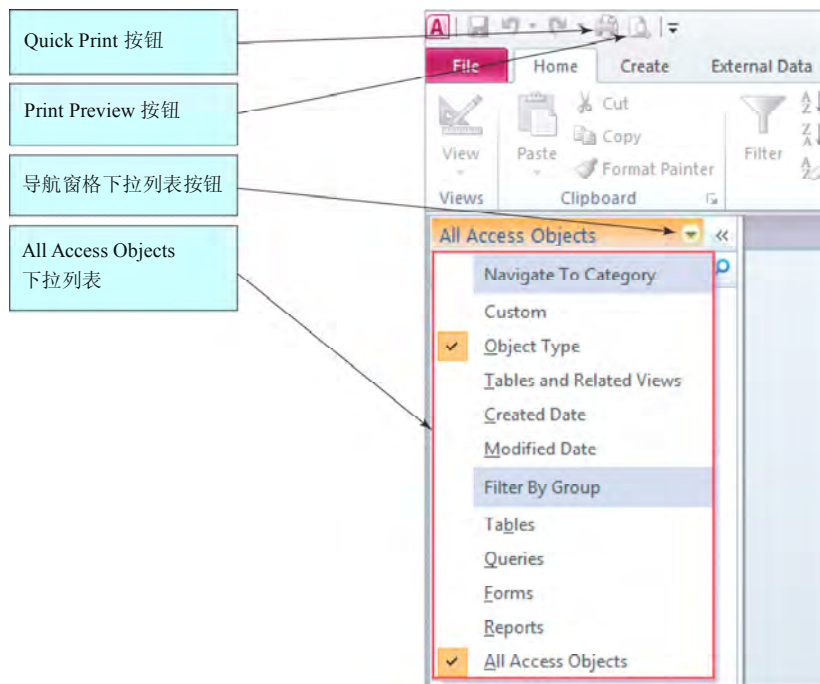 Quick Print 按钮
Print Preview 按钮
导航窗格下拉列表按钮
All Access Objects
下拉列表
A
File
Home
Create
External Data
View
Paste
Cut
Copy
Format Painter
Filter
Views
Clipboard
All Access Objects
Navigate To Category
Custom
Object Type
Tables and Related Views
Created Date
Modified Date
Filter By Group
Tables
Queries
Forms
Reports
All Access Objects